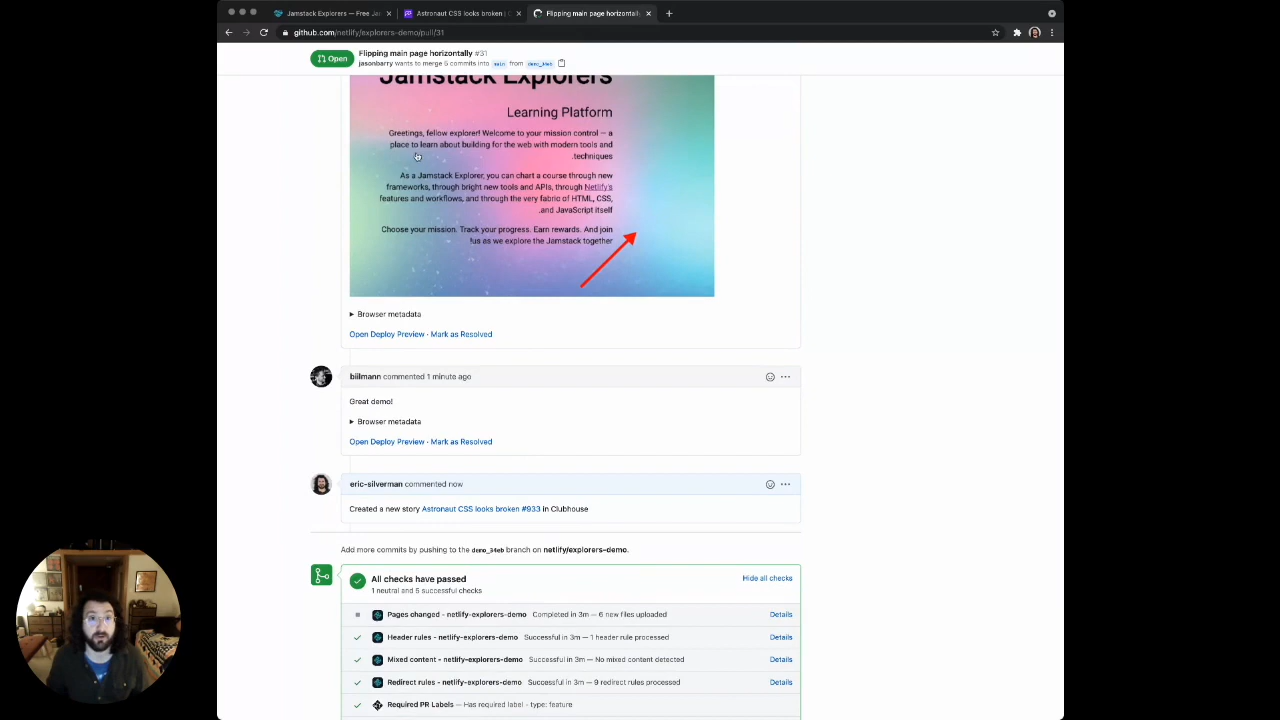 Jamstack Explorers — Free Jam
Astronaut CSS looks broken | C
Flipping main page horizontally
github.com/netlify/explorers-demo/pull/31
Open
Flipping main page horizontally #31
jasonbarry wants to merge 5 commits into main from demo_34eb
Jamstack Explorers
Learning Platform
Greetings, fellow explorer! Welcome to your mission control — a
place to learn about building for the web with modern tools and
.techniques
As a Jamstack Explorer, you can chart a course through new
frameworks, through bright new tools and APIs, through Netlify's
features and workflows, and through the very fabric of HTML, CSS,
.and JavaScript itself
Choose your mission. Track your progress. Earn rewards. And join
!us as we explore the Jamstack together
Browser metadata
Open Deploy Preview · Mark as Resolved
biilmann commented 1 minute ago
Great demo!
Browser metadata
Open Deploy Preview · Mark as Resolved
eric-silverman commented now
Created a new story Astronaut CSS looks broken #933 in Clubhouse
Add more commits by pushing to the demo_34eb branch on netlify/explorers-demo.
All checks have passed
Hide all checks
1 neutral and 5 successful checks
Pages changed - netlify-explorers-demo Completed in 3m — 6 new files uploaded Details
Header rules - netlify-explorers-demo Successful in 3m — 1 header rule processed Details
Mixed content - netlify-explorers-demo Successful in 3m — No mixed content detected Details
Redirect rules - netlify-explorers-demo Successful in 3m — 9 redirect rules processed Details
Required PR Labels — Has required label - type: feature